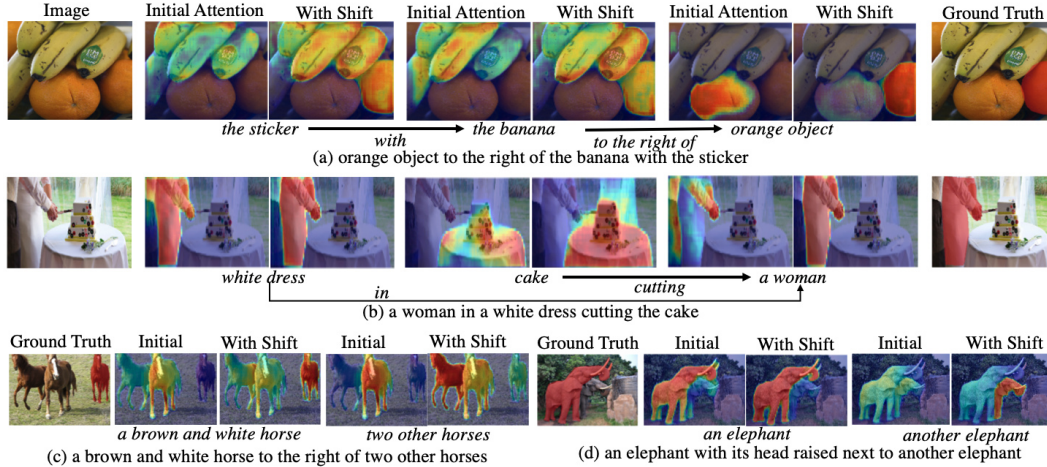 Image Initial Attention With Shift Initial Attention With Shift Initial Attention With Shift Ground Truth
the sticker with the banana to the right of orange object
(a) orange object to the right of the banana with the sticker
white dress cake cutting a woman
in
(b) a woman in a white dress cutting the cake
Ground Truth Initial With Shift Initial With Shift Ground Truth Initial With Shift Initial With Shift
a brown and white horse two other horses an elephant another elephant
(c) a brown and white horse to the right of two other horses (d) an elephant with its head raised next to another elephant